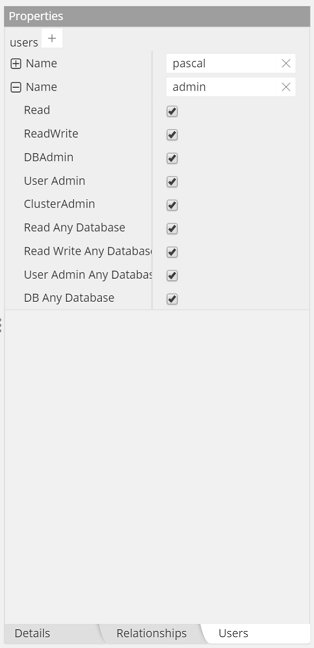 Properties
users +
Name pascal
Name admin
Read
ReadWrite
DBAdmin
User Admin
ClusterAdmin
Read Any Database
Read Write Any Databas
User Admin Any Databas
DB Any Database
Details Relationships Users